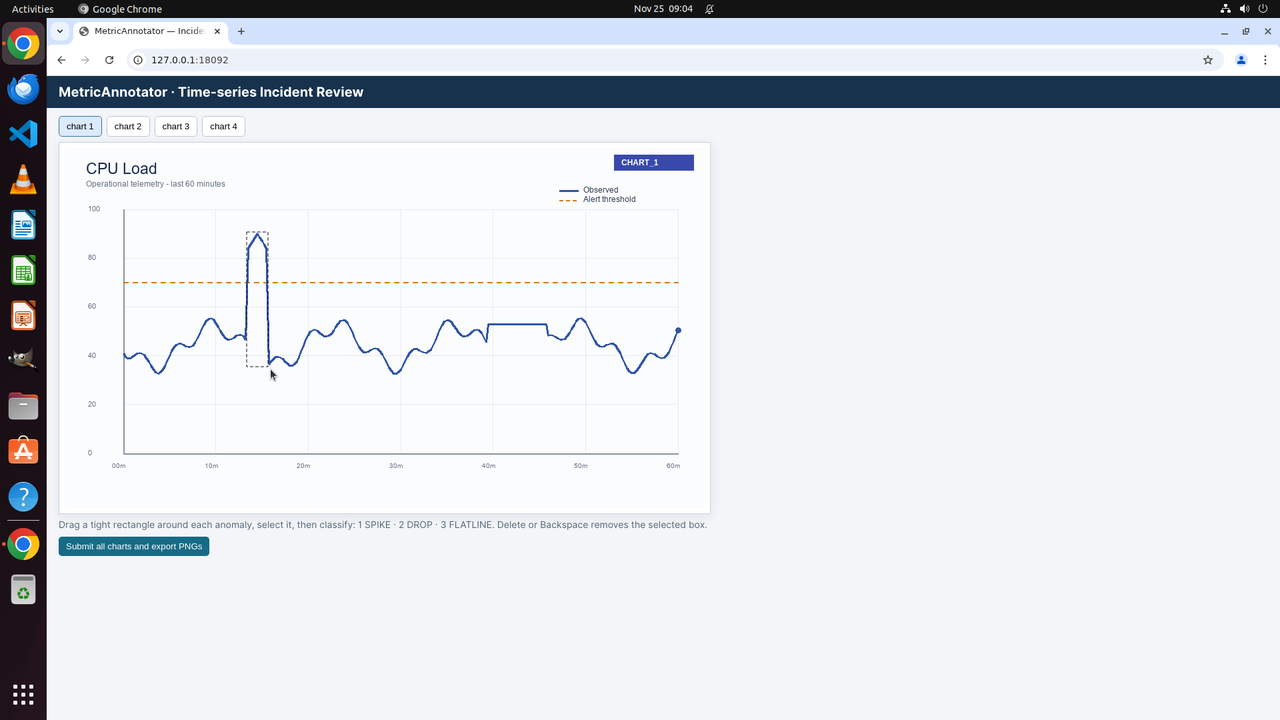 Activities
Google Chrome
Nov 25 09:04
MetricAnnotator — Incide
127.0.0.1:18092
MetricAnnotator · Time-series Incident Review
chart 1
chart 2
chart 3
chart 4
CHART_1
CPU Load
Operational telemetry - last 60 minutes
Observed
Alert threshold
100
80
60
40
20
0
00m
10m
20m
30m
40m
50m
60m
Drag a tight rectangle around each anomaly, select it, then classify: 1 SPIKE · 2 DROP · 3 FLATLINE. Delete or Backspace removes the selected box.
Submit all charts and export PNGs